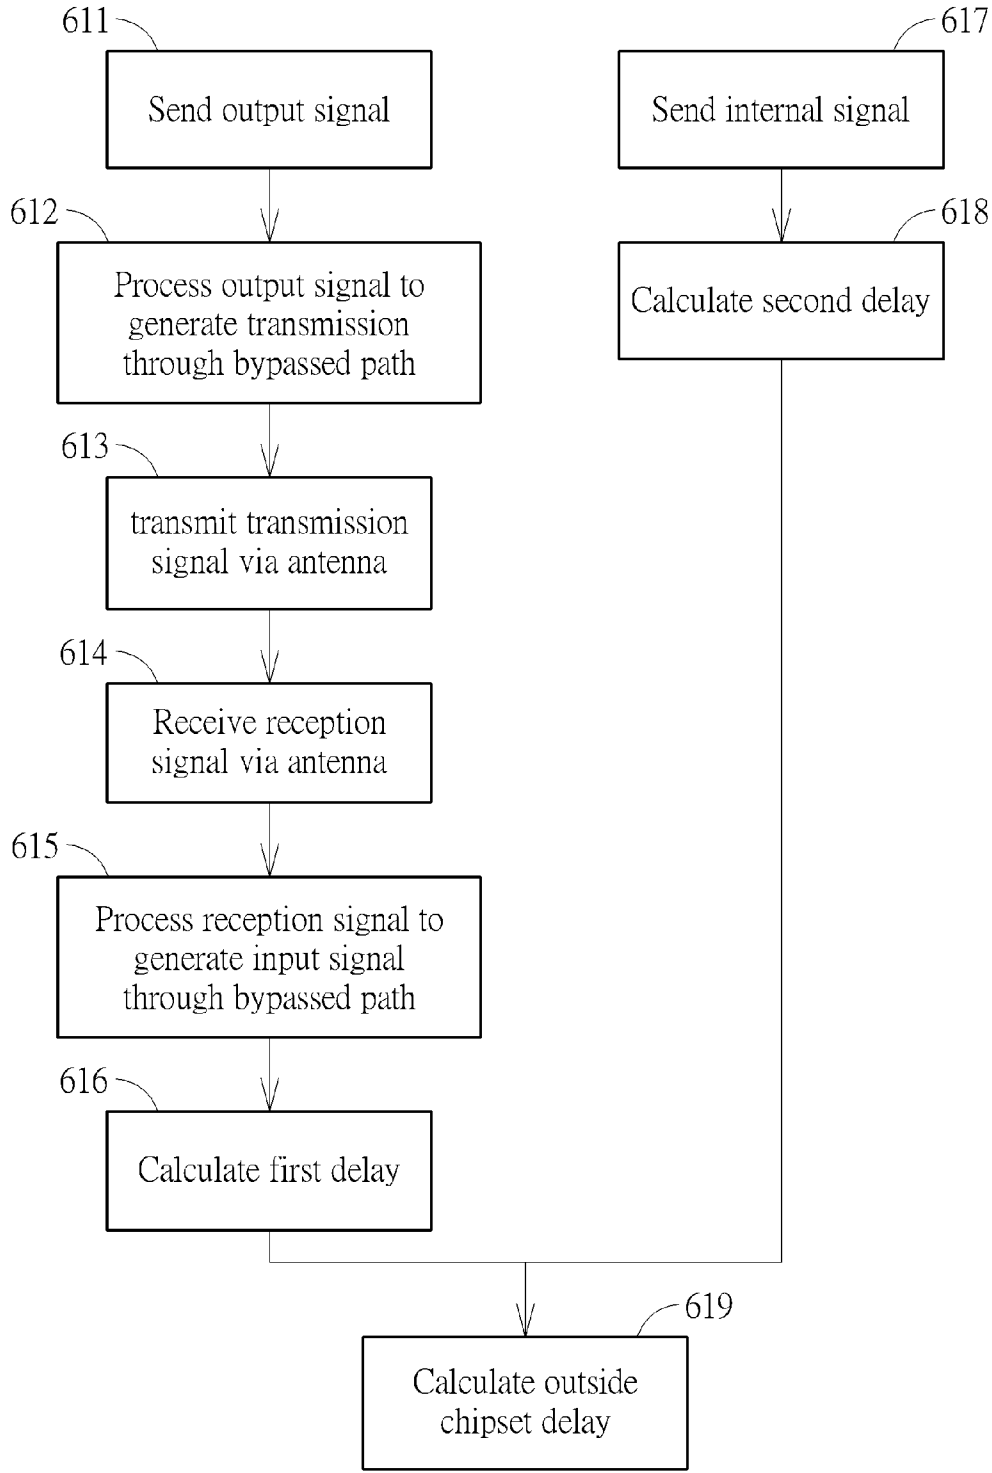 611
Send output signal
612
Process output signal to
generate transmission
through bypassed path
613
transmit transmission
signal via antenna
614
Receive reception
signal via antenna
615
Process reception signal to
generate input signal
through bypassed path
616
Calculate first delay
617
Send internal signal
618
Calculate second delay
619
Calculate outside
chipset delay